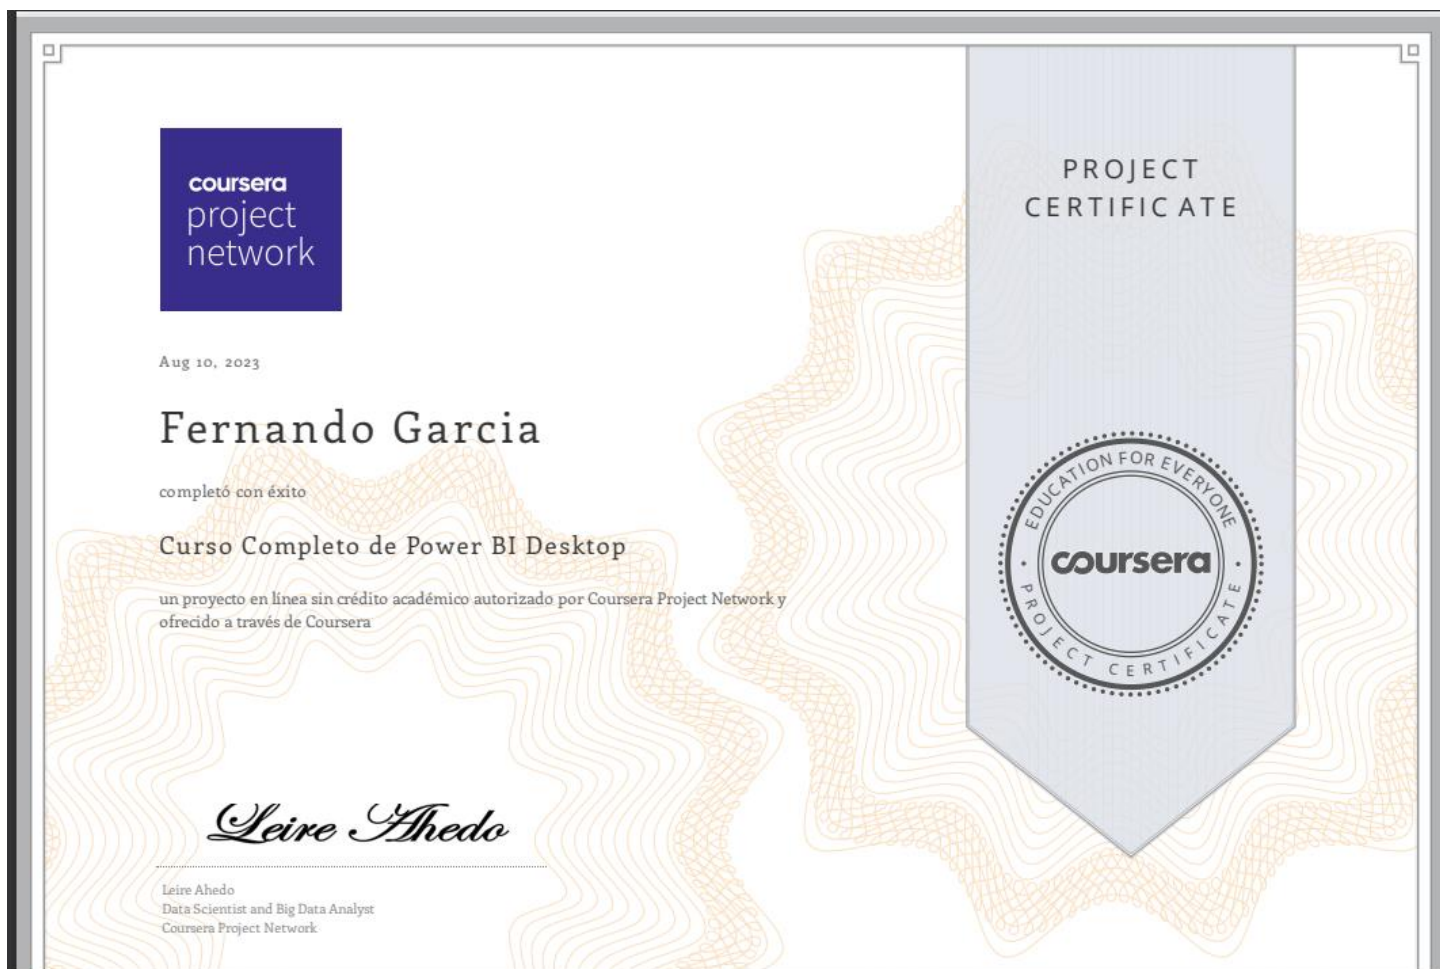 coursera
project
network
PROJECT
CERTIFICATE
Aug 10, 2023
Fernando Garcia
completó con éxito
Curso Completo de Power BI Desktop
un proyecto en línea sin crédito académico autorizado por Coursera Project Network y
ofrecido a través de Coursera
EDUCATION FOR EVERYONE
coursera
PROJECT CERTIFICATE
Leire Ahedo
Leire Ahedo
Data Scientist and Big Data Analyst
Coursera Project Network